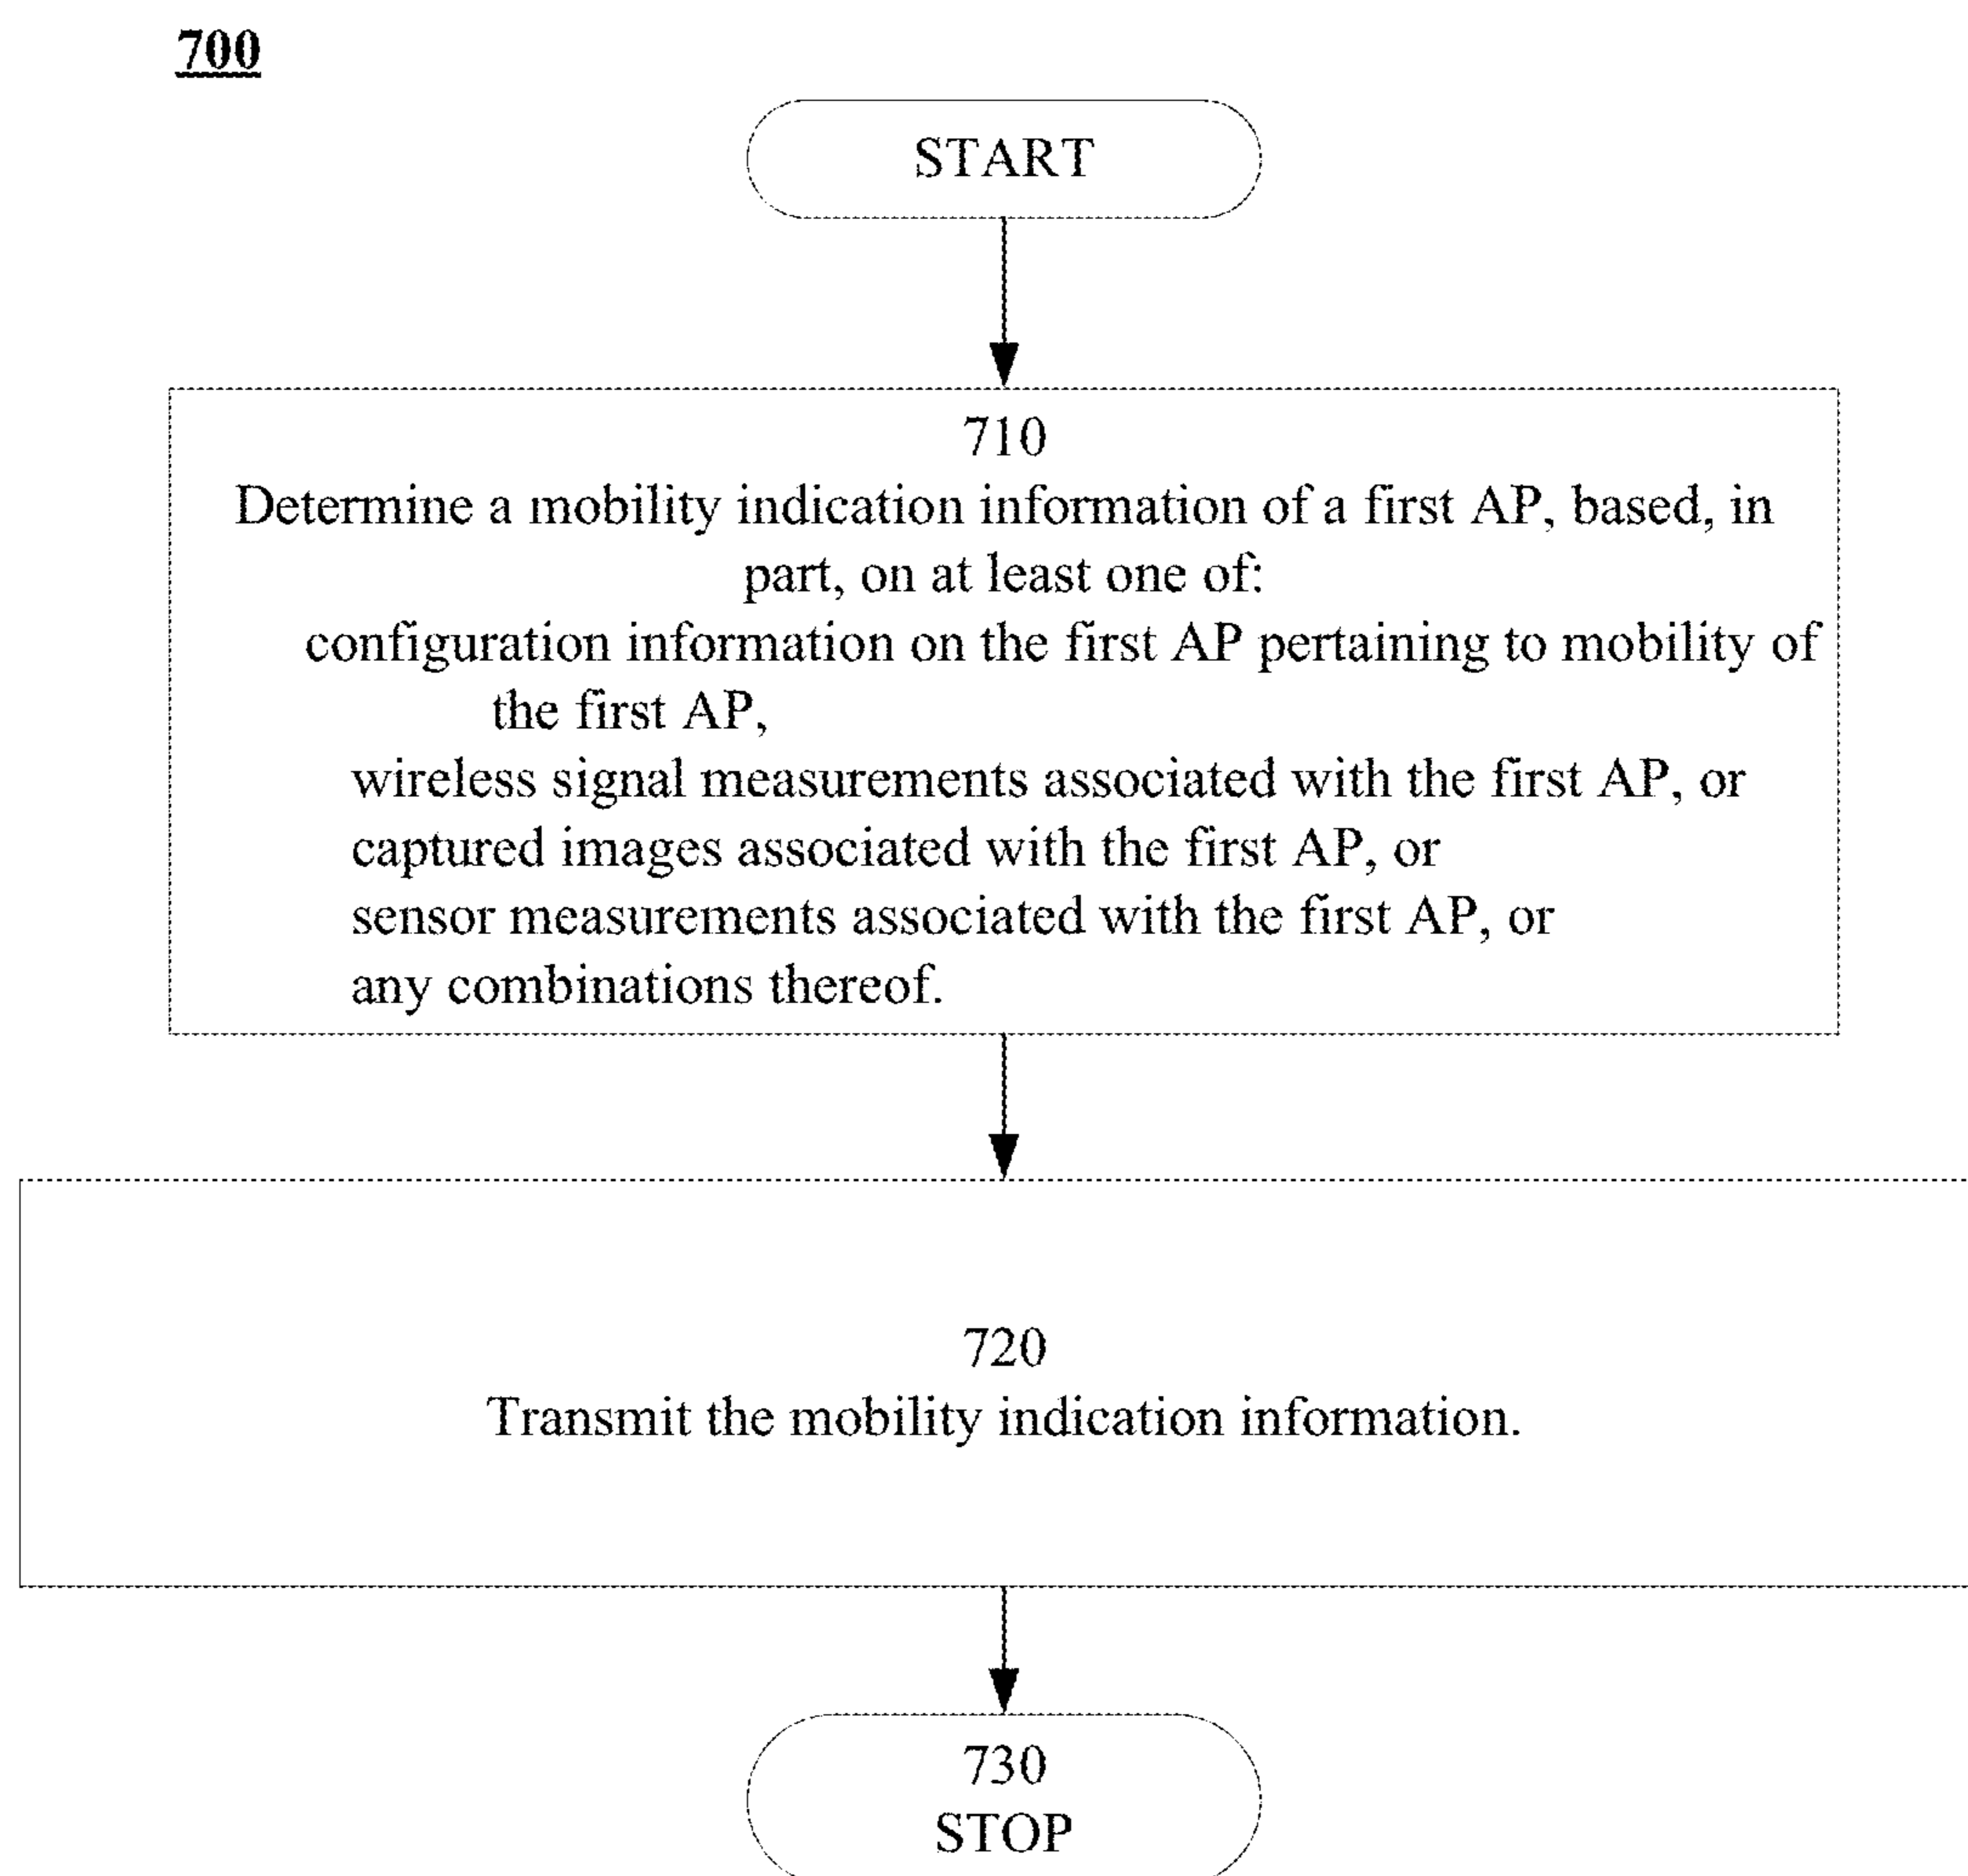 700
START
710
Determine a mobility indication information of a first AP, based, in
part, on at least one of:
configuration information on the first AP pertaining to mobility of
the first AP,
wireless signal measurements associated with the first AP, or
captured images associated with the first AP, or
sensor measurements associated with the first AP, or
any combinations thereof.
720
Transmit the mobility indication information.
730
STOP